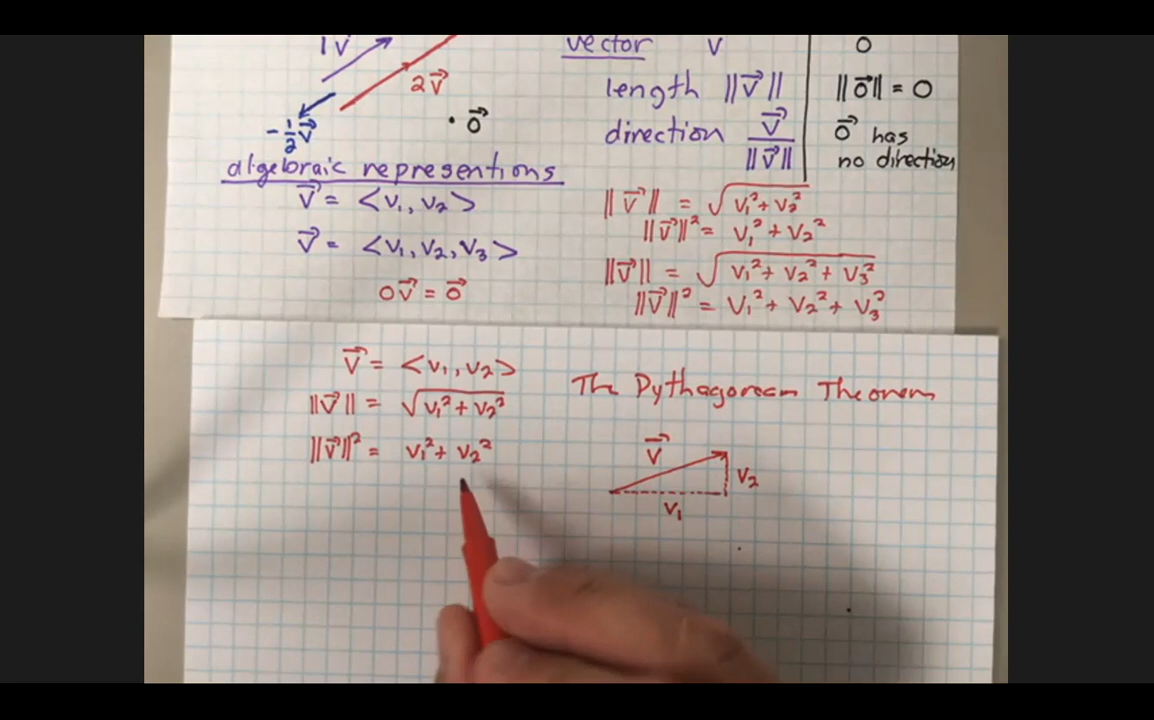 1v
2v⃗
-½v⃗
· 0⃗
vector v
length ||v⃗||
direction v⃗/||v⃗||
0
||0⃗|| = 0
0⃗ has
no direction
algebraic representions
v⃗ = <v₁, v₂>
v⃗ = <v₁, v₂, v₃>
0v⃗ = 0⃗
||v⃗|| = √(v₁² + v₂²)
||v⃗||² = v₁² + v₂²
||v⃗|| = √(v₁² + v₂² + v₃²)
||v⃗||² = v₁² + v₂² + v₃²
v⃗ = <v₁, v₂>
||v⃗|| = √(v₁² + v₂²)
||v⃗||² = v₁² + v₂²
The Pythagorean Theorem
v⃗
v₂
v₁